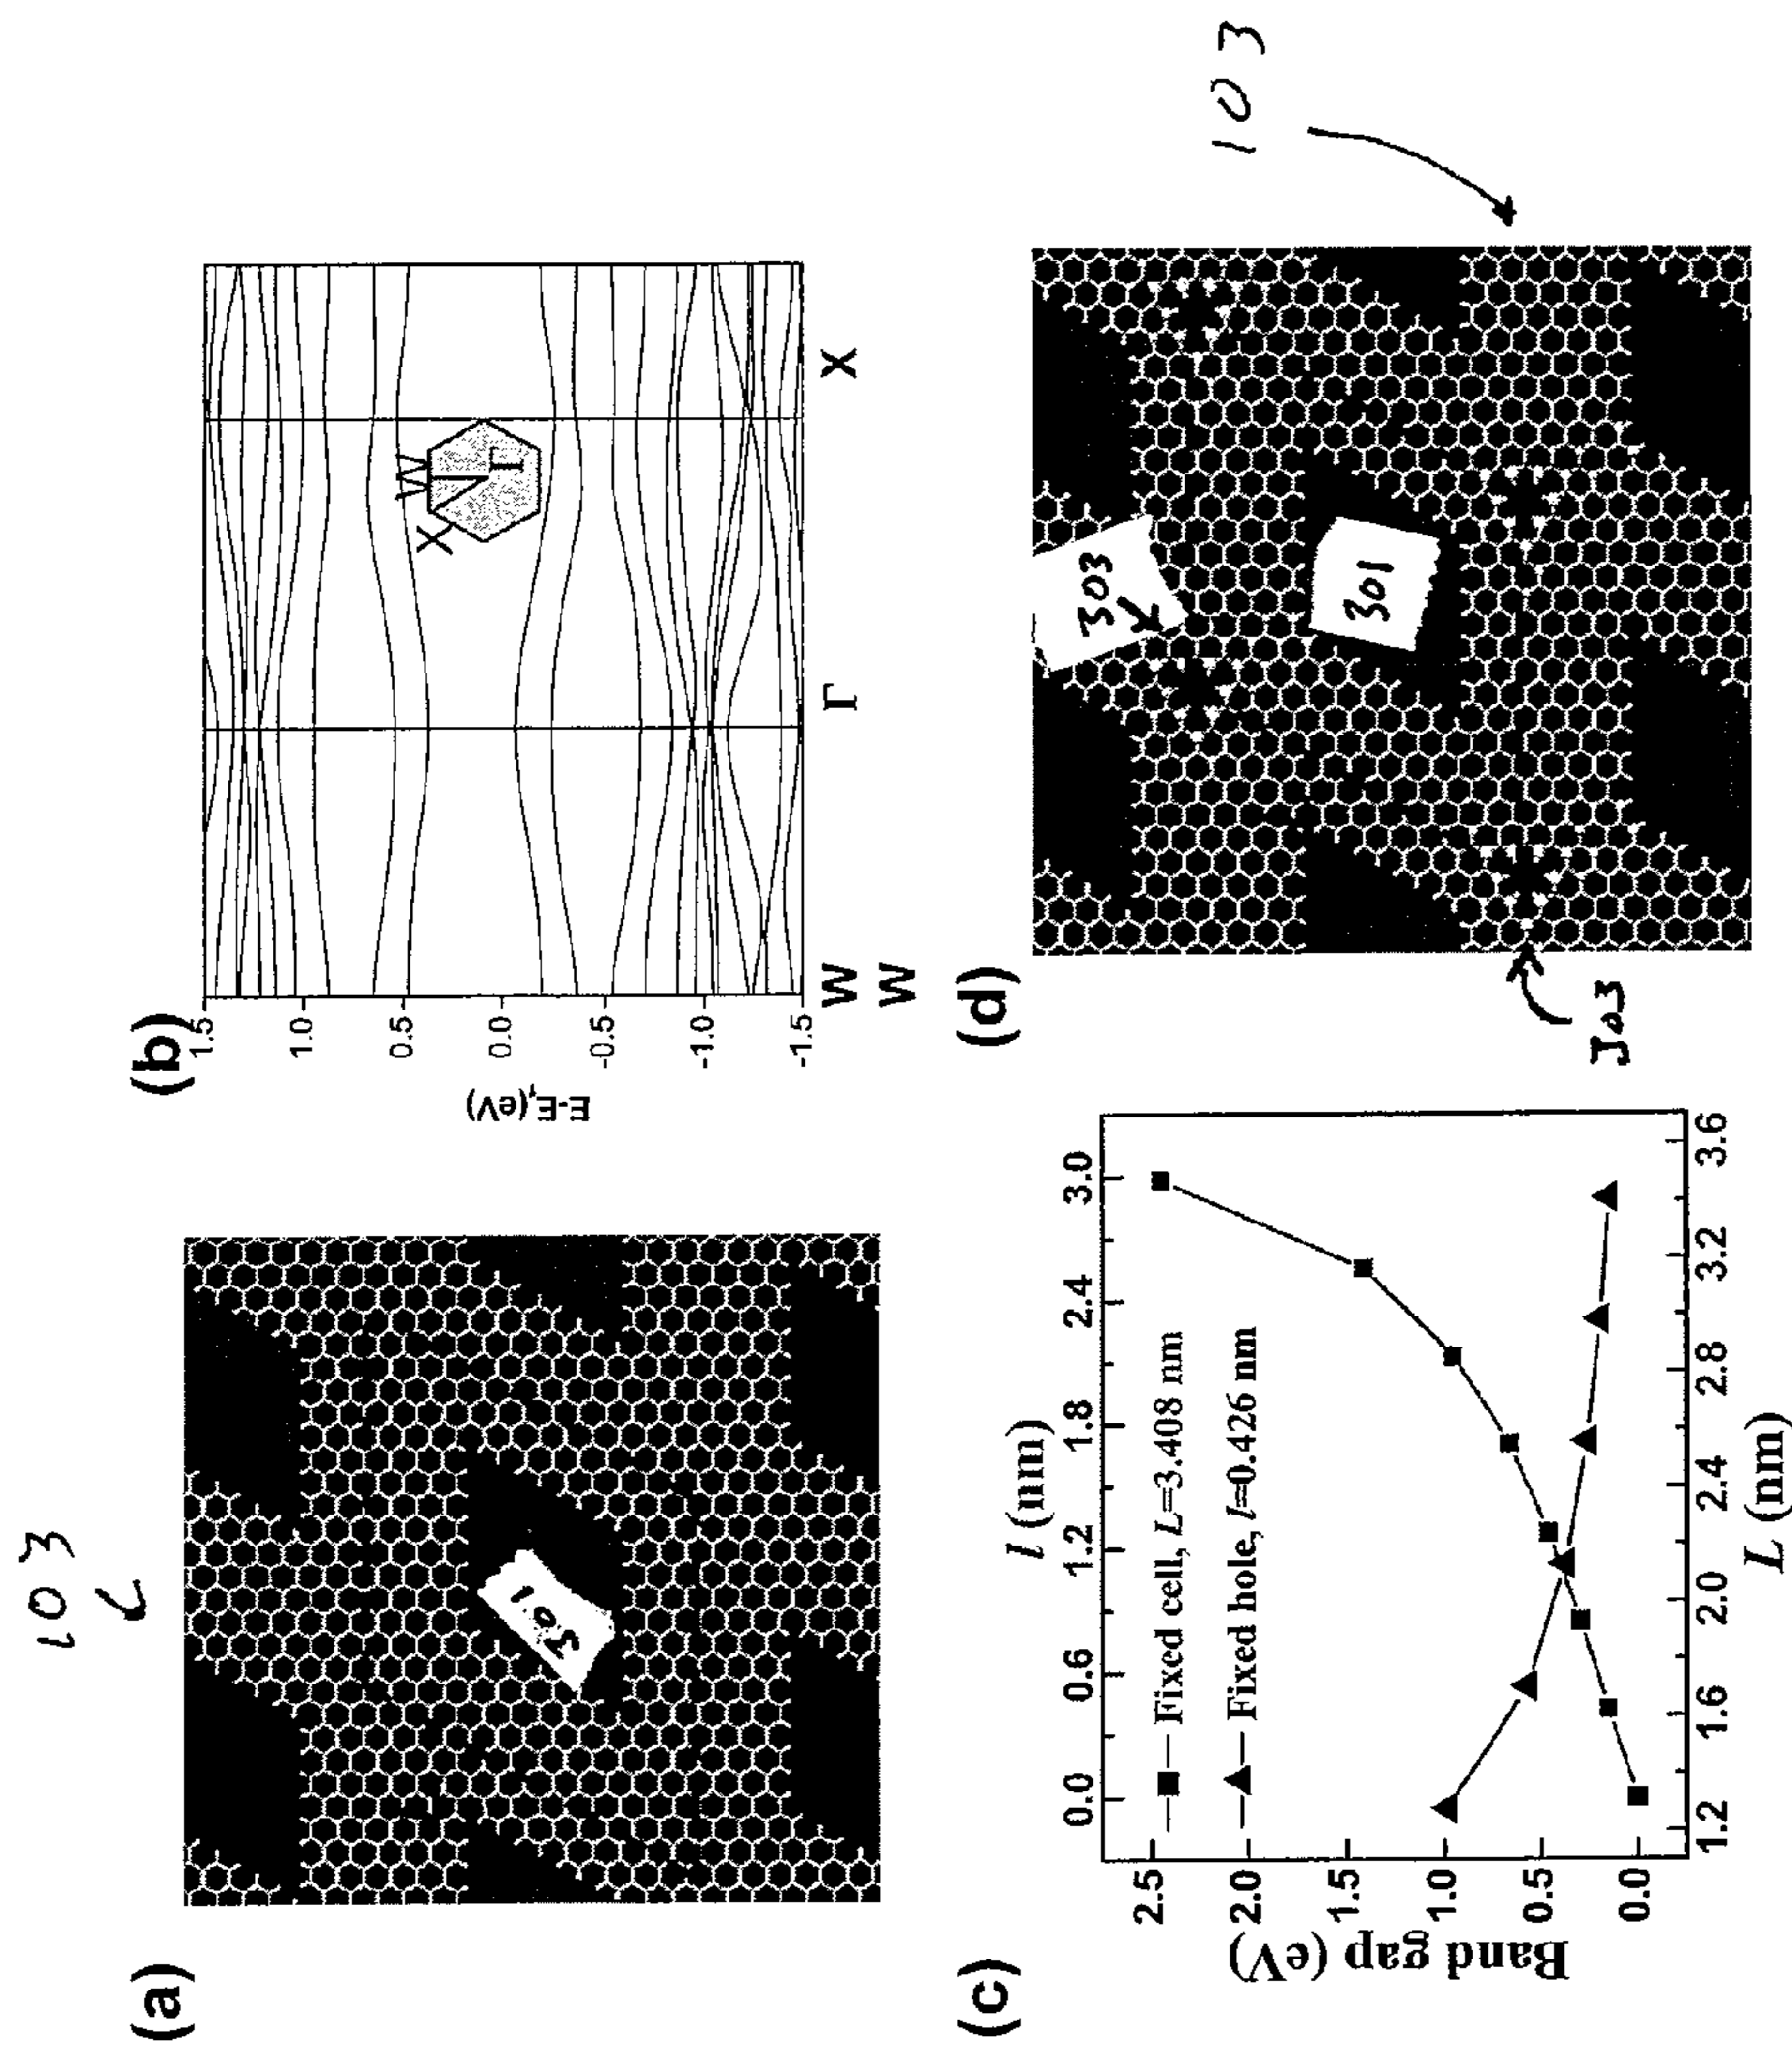 103
(a)
301
(b)
1.5
1.0
0.5
0.0
-0.5
-1.0
-1.5
E-Ef(eV)
X
W
Γ
W Γ X
W
(c)
l (nm)
0.0 0.6 1.2 1.8 2.4 3.0
Fixed cell, L=3.408 nm
Fixed hole, l=0.426 nm
2.5
2.0
1.5
1.0
0.5
0.0
Band gap (eV)
1.2 1.6 2.0 2.4 2.8 3.2 3.6
L (nm)
(d)
303
301
303
103